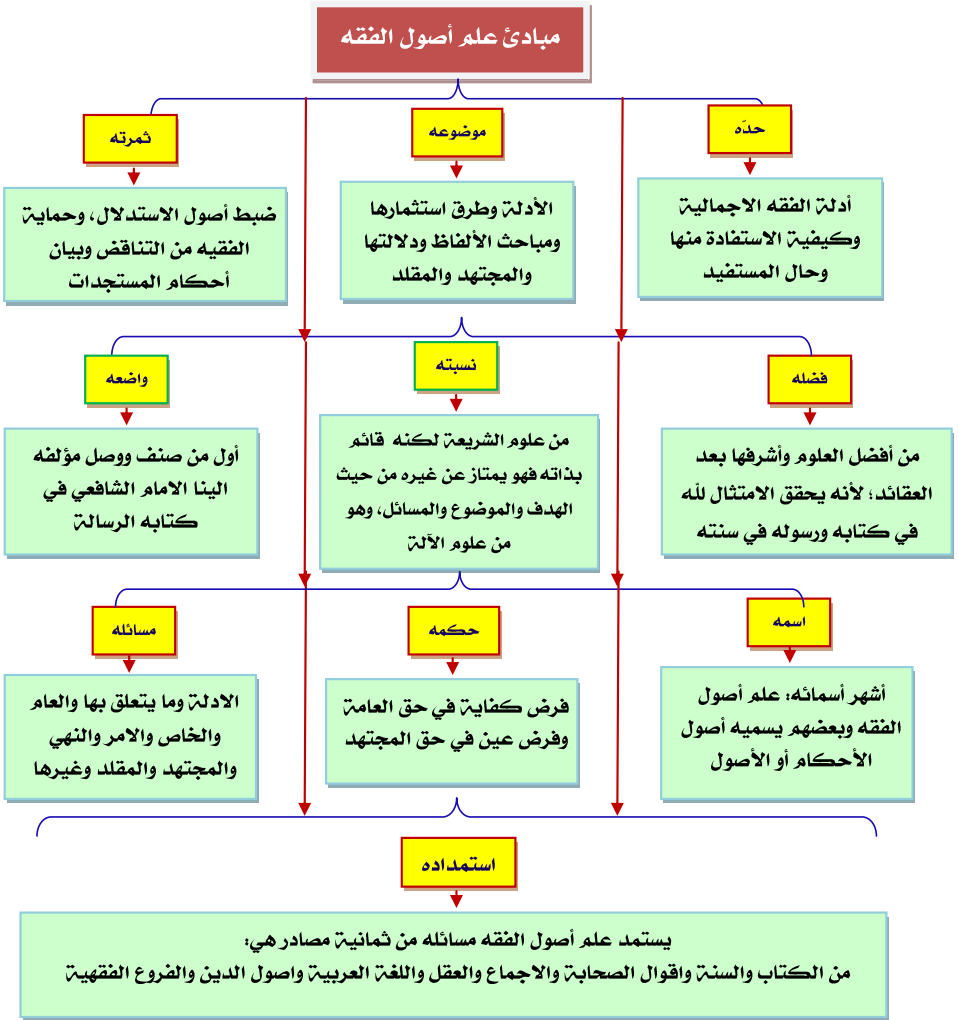 مبادئ علم أصول الفقه
حدّه
أدلة الفقه الاجمالية
وكيفية الاستفادة منها
وحال المستفيد
موضوعه
الأدلة وطرق استثمارها
ومباحث الألفاظ ودلالتها
والمجتهد والمقلد
ثمرته
ضبط أصول الاستدلال، وحماية
الفقيه من التناقض وبيان
أحكام المستجدات
فضله
من أفضل العلوم وأشرفها بعد
العقائد؛ لأنه يحقق الامتثال لله
في كتابه ورسوله في سنته
نسبته
من علوم الشريعة لكنه قائم
بذاته فهو يمتاز عن غيره من حيث
الهدف والموضوع والمسائل، وهو
من علوم الآلة
واضعه
أول من صنف ووصل مؤلفه
الينا الامام الشافعي في
كتابه الرسالة
اسمه
أشهر أسمائه: علم أصول
الفقه وبعضهم يسميه أصول
الأحكام أو الأصول
حكمه
فرض كفاية في حق العامة
وفرض عين في حق المجتهد
مسائله
الادلة وما يتعلق بها والعام
والخاص والامر والنهي
والمجتهد والمقلد وغيرها
استمداده
يستمد علم أصول الفقه مسائله من ثمانية مصادر هي:
من الكتاب والسنة واقوال الصحابة والاجماع والعقل واللغة العربية واصول الدين والفروع الفقهية